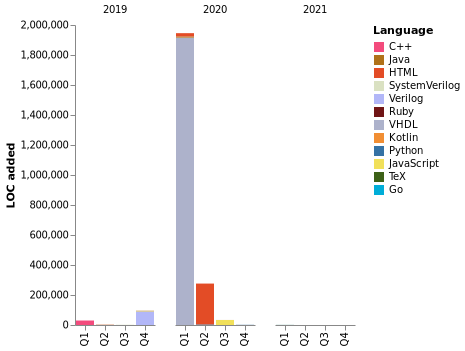 2019 2020 2021
LOC added
2,000,000
1,800,000
1,600,000
1,400,000
1,200,000
1,000,000
800,000
600,000
400,000
200,000
0
Q1 Q2 Q3 Q4 Q1 Q2 Q3 Q4 Q1 Q2 Q3 Q4
Language
C++
Java
HTML
SystemVerilog
Verilog
Ruby
VHDL
Kotlin
Python
JavaScript
TeX
Go